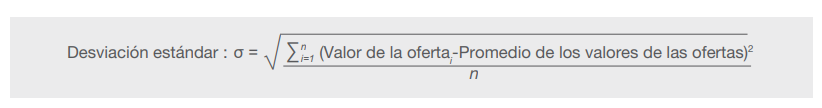 Desviación estándar : σ = √ ∑ⁿᵢ₌₁ (Valor de la ofertaᵢ-Promedio de los valores de las ofertas)²
n